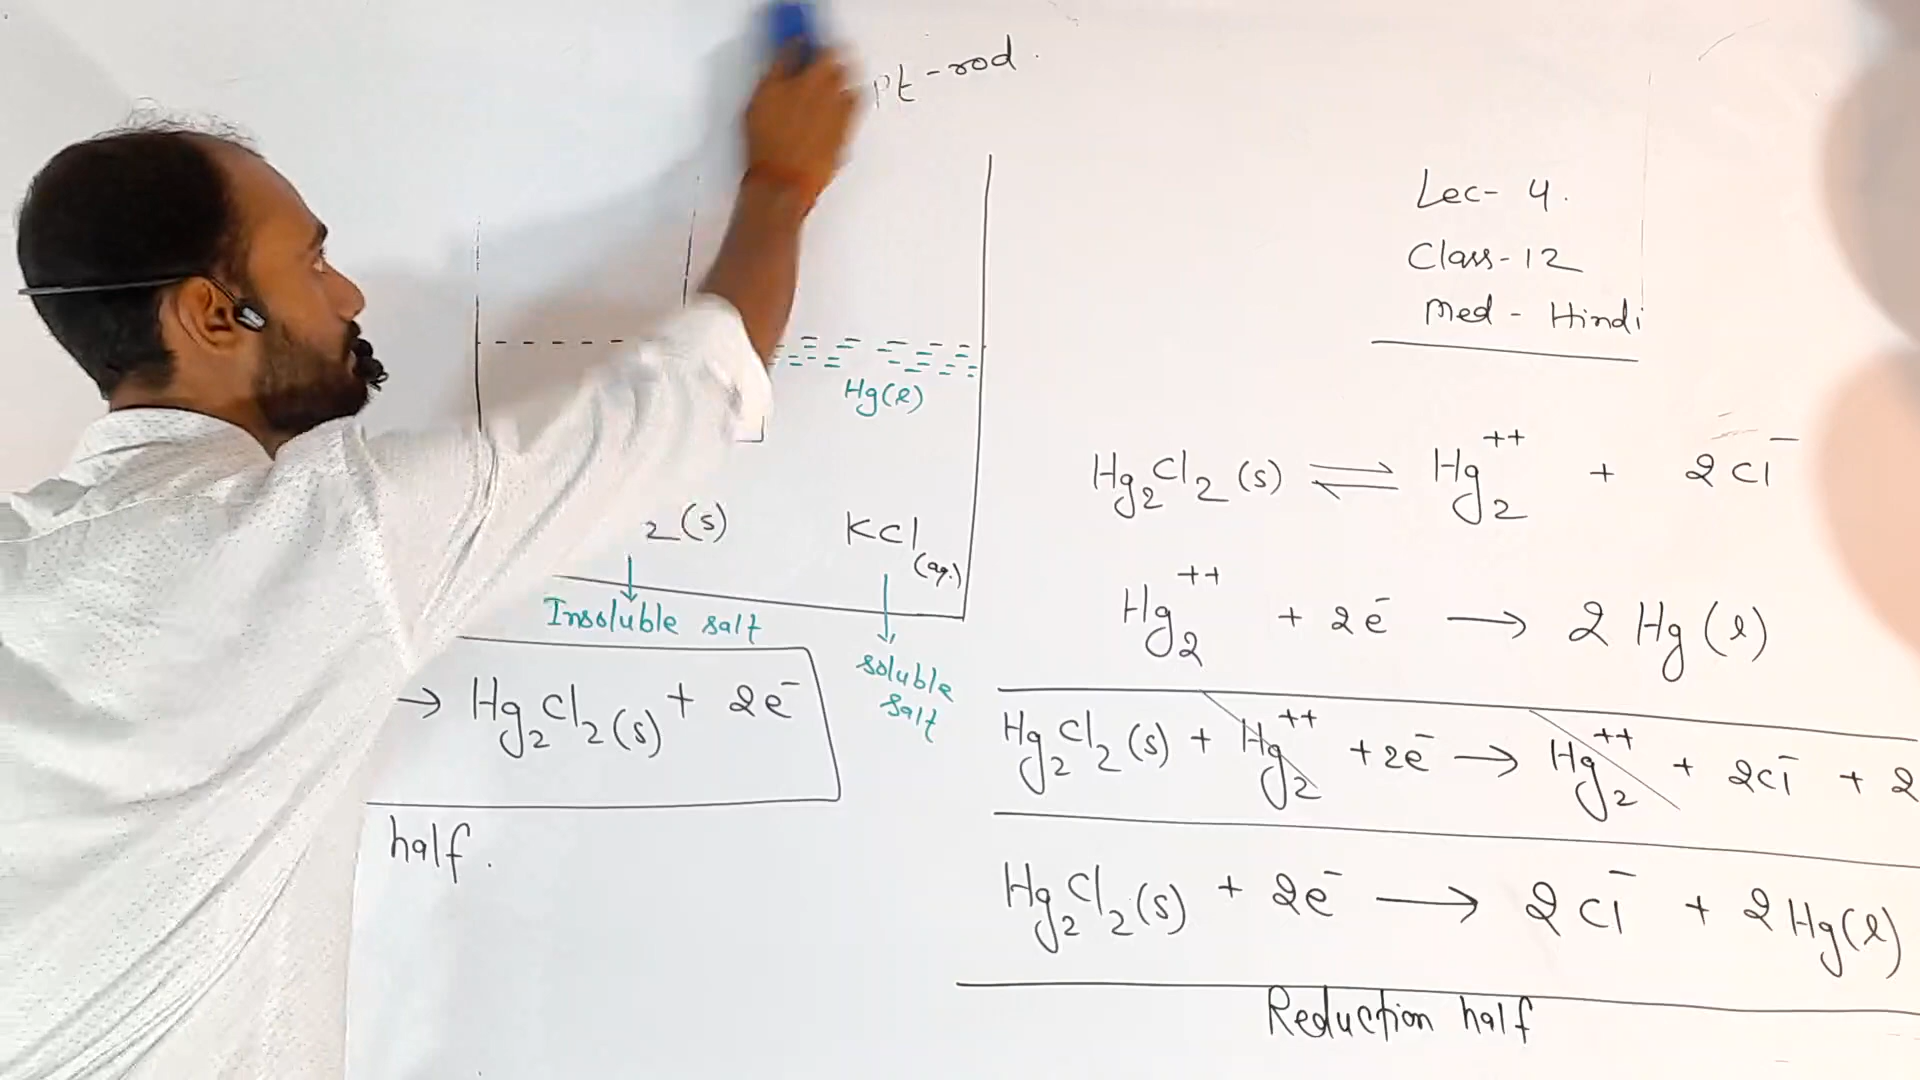 Pt-rod.
Lec- 4.
Class-12
Med - Hindi
Hg(l)
2(s)
KCl(aq.)
Insoluble salt
soluble
salt
→ Hg₂Cl₂(s) + 2e⁻
half.
Hg₂Cl₂(s) ⇌ Hg₂⁺⁺ + 2Cl⁻
Hg₂⁺⁺ + 2e⁻ → 2Hg(l)
Hg₂Cl₂(s) + Hg₂⁺⁺ + 2e⁻ → Hg₂⁺⁺ + 2Cl⁻ + 2
Hg₂Cl₂(s) + 2e⁻ → 2Cl⁻ + 2Hg(l)
Reduction half